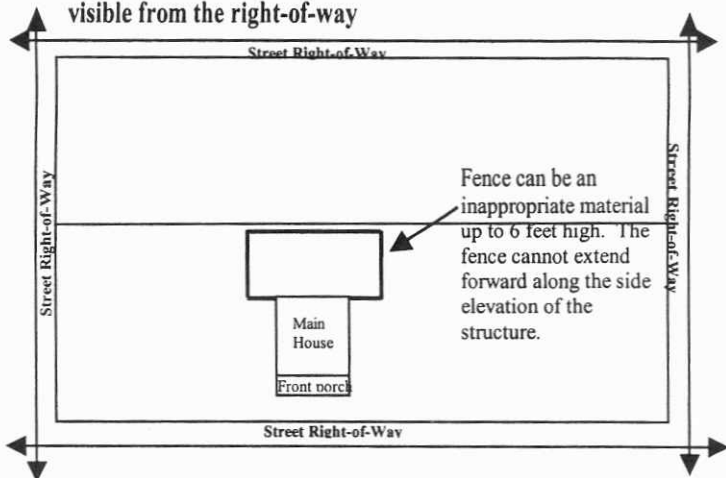 visible from the right-of-way
Street Right-of-Way
Street Right-of-Way
Street Right-of-Way
Fence can be an
inappropriate material
up to 6 feet high. The
fence cannot extend
forward along the side
elevation of the
structure.
Main
House
Front porch
Street Right-of-Way